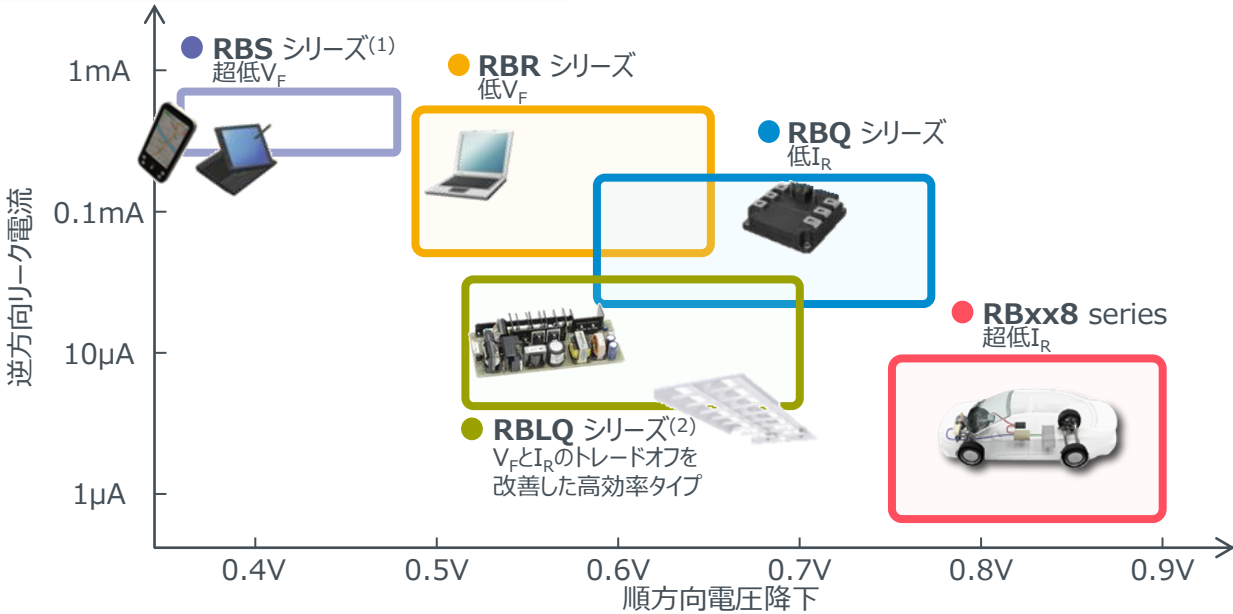 RBS シリーズ(1)
超低VF
RBR シリーズ
低VF
RBQ シリーズ
低IR
RBxx8 series
超低IR
RBLQ シリーズ(2)
VFとIRのトレードオフを
改善した高効率タイプ
逆方向リーク電流
1mA
0.1mA
10μA
1μA
0.4V
0.5V
0.6V
0.7V
0.8V
0.9V
順方向電圧降下